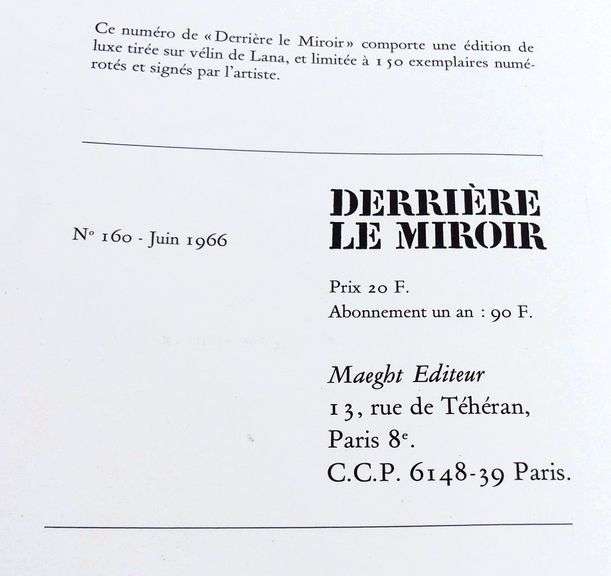 Ce numéro de «Derrière le Miroir» comporte une édition de
luxe tirée sur vélin de Lana, et limitée à 150 exemplaires numé-
rotés et signés par l'artiste.
DERRIÈRE
LE MIROIR
Nº 160 - Juin 1966
Prix 20 F.
Abonnement un an : 90 F.
Maeght Editeur
13, rue de Téhéran,
Paris 8ᵉ.
C.C.P. 6148-39 Paris.